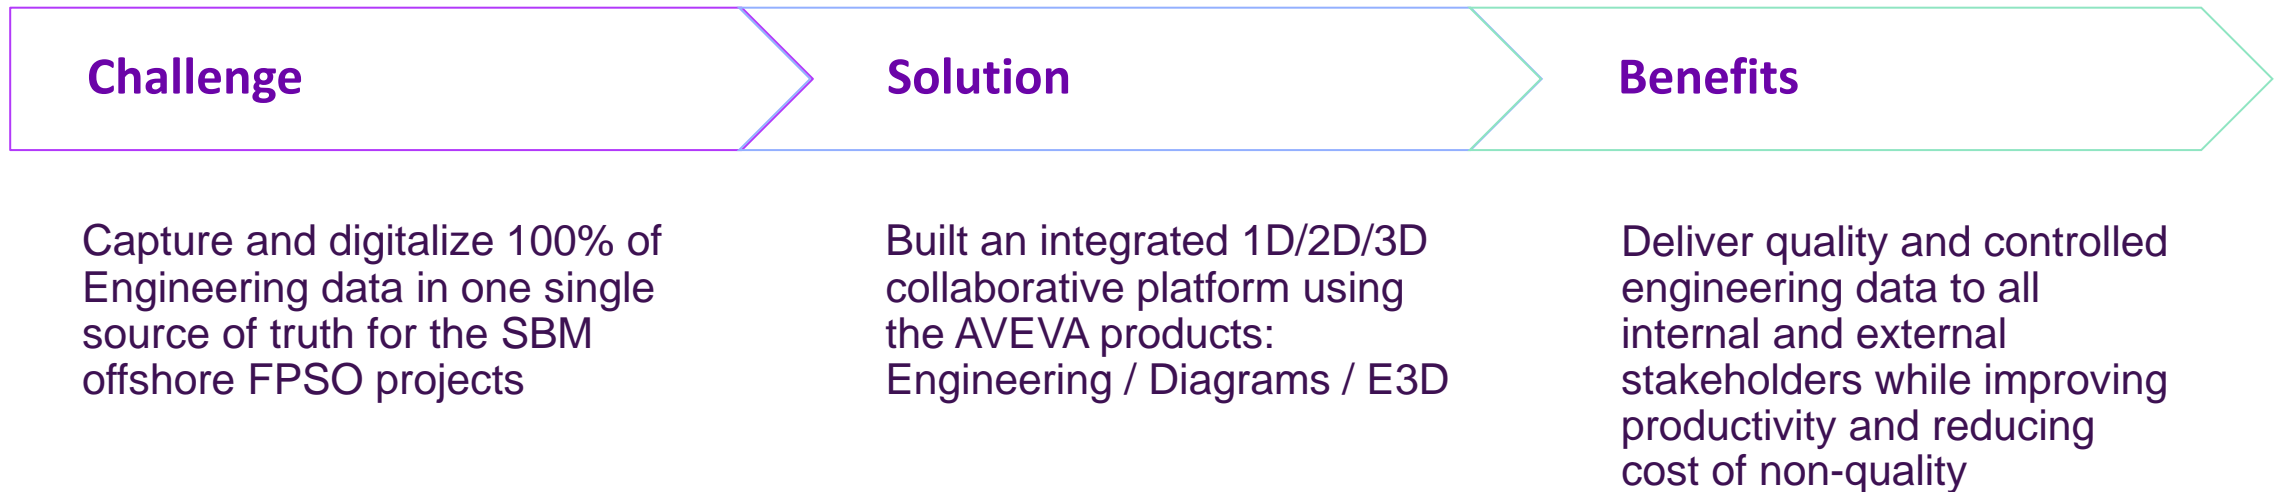 Challenge
Solution
Benefits
Capture and digitalize 100% of
Engineering data in one single
source of truth for the SBM
offshore FPSO projects
Built an integrated 1D/2D/3D
collaborative platform using
the AVEVA products:
Engineering / Diagrams / E3D
Deliver quality and controlled
engineering data to all
internal and external
stakeholders while improving
productivity and reducing
cost of non-quality